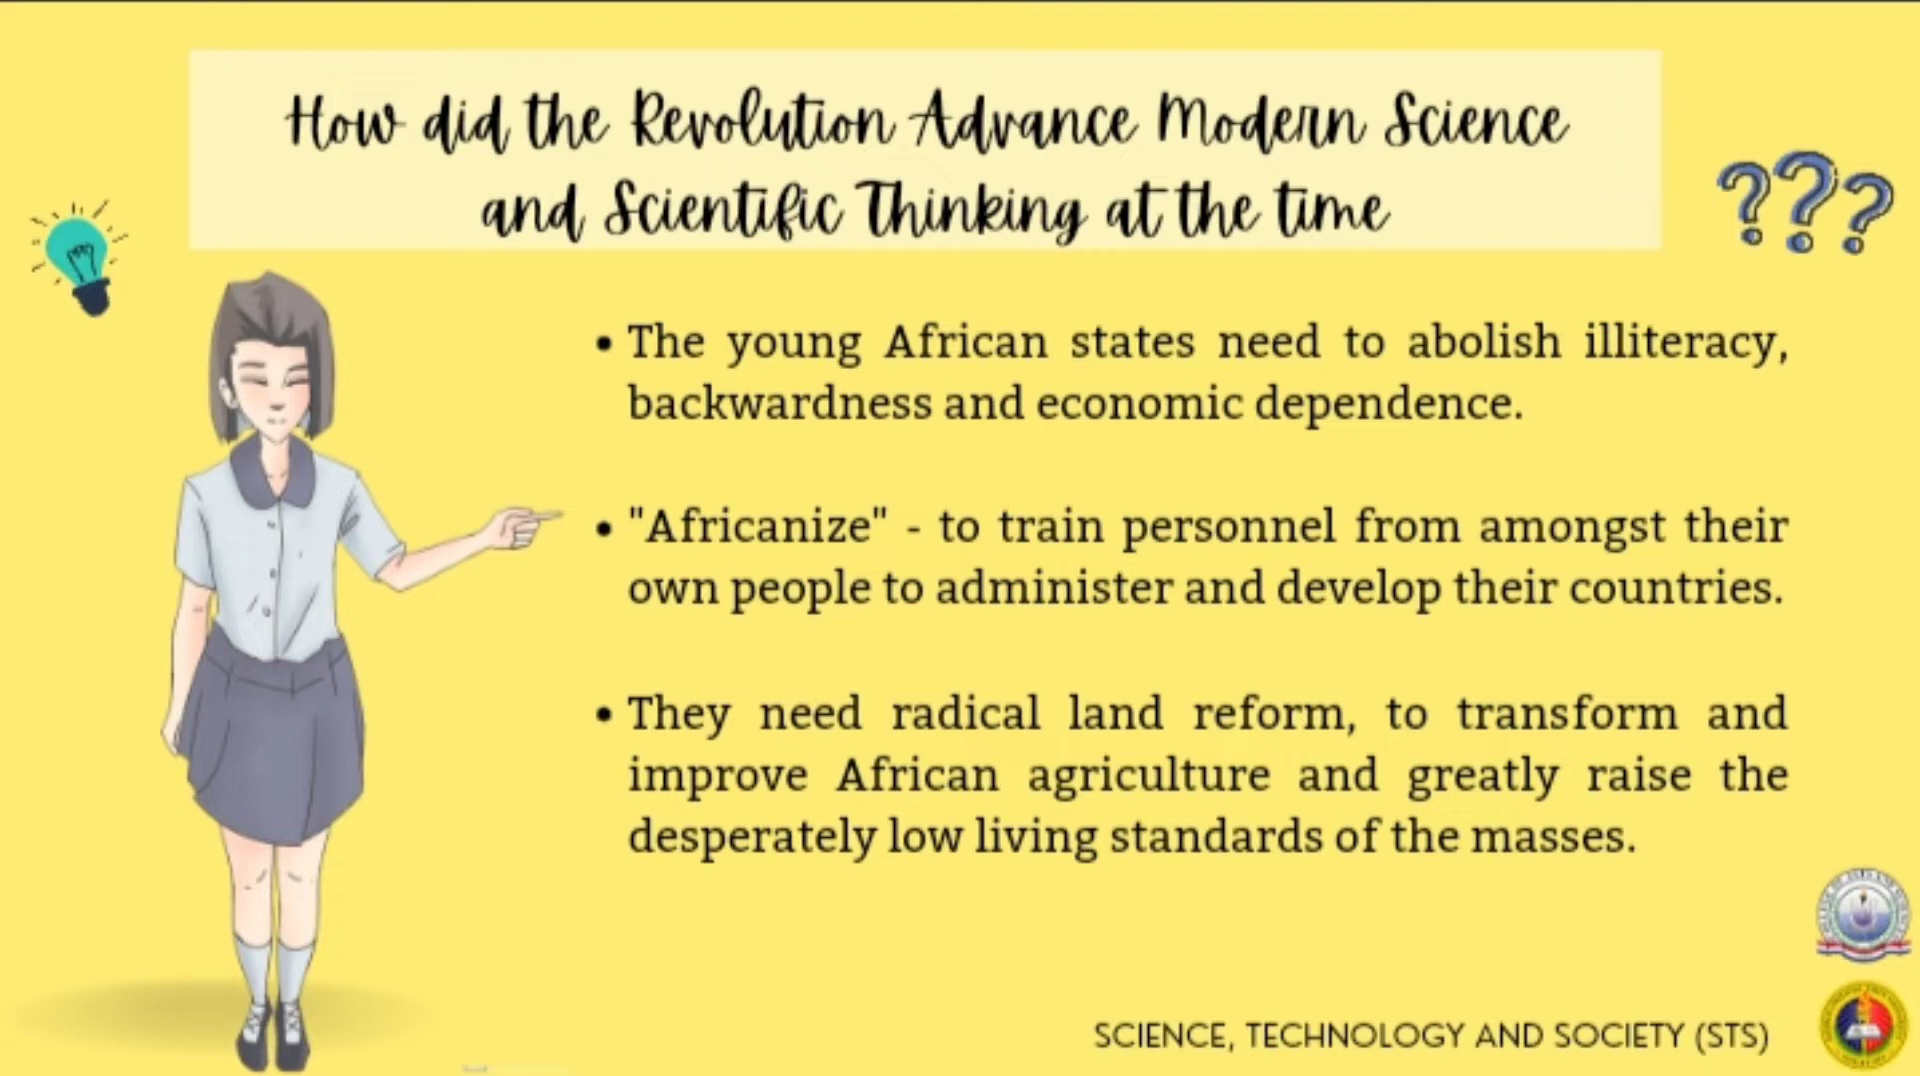 How did the Revolution Advance Modern Science
and Scientific Thinking at the time
???
• The young African states need to abolish illiteracy,
backwardness and economic dependence.
• "Africanize" - to train personnel from amongst their
own people to administer and develop their countries.
• They need radical land reform, to transform and
improve African agriculture and greatly raise the
desperately low living standards of the masses.
SCIENCE, TECHNOLOGY AND SOCIETY (STS)